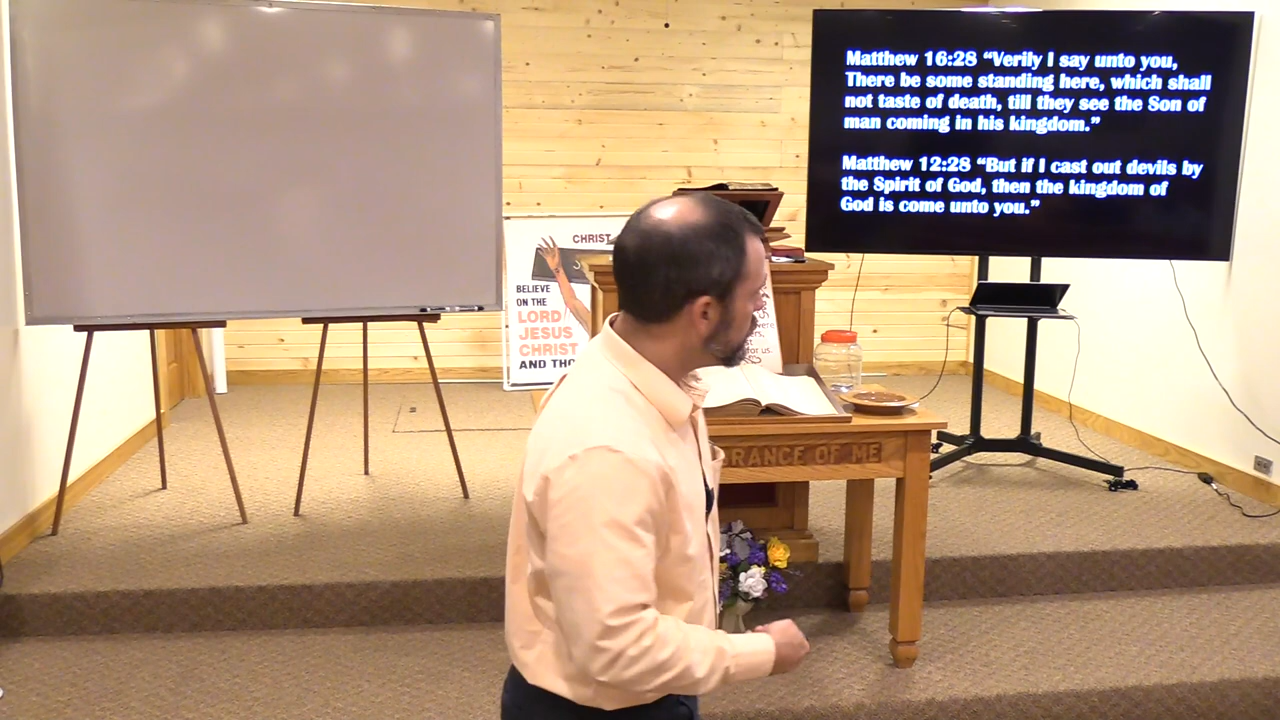 Matthew 16:28 “Verily I say unto you,
There be some standing here, which shall
not taste of death, till they see the Son of
man coming in his kingdom.”
Matthew 12:28 “But if I cast out devils by
the Spirit of God, then the kingdom of
God is come unto you.”
CHRIST
BELIEVE
ON THE
LORD
JESUS
CHRIST
AND
for us.
OF ME